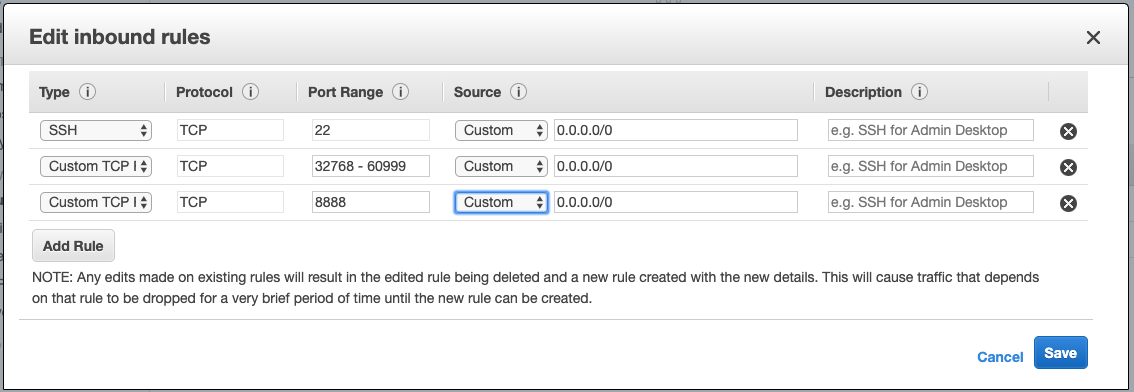 Edit inbound rules
Type Protocol Port Range Source Description
SSH TCP 22 Custom 0.0.0.0/0 e.g. SSH for Admin Desktop
Custom TCP TCP 32768 - 60999 Custom 0.0.0.0/0 e.g. SSH for Admin Desktop
Custom TCP TCP 8888 Custom 0.0.0.0/0 e.g. SSH for Admin Desktop
Add Rule
NOTE: Any edits made on existing rules will result in the edited rule being deleted and a new rule created with the new details. This will cause traffic that depends
on that rule to be dropped for a very brief period of time until the new rule can be created.
Cancel Save